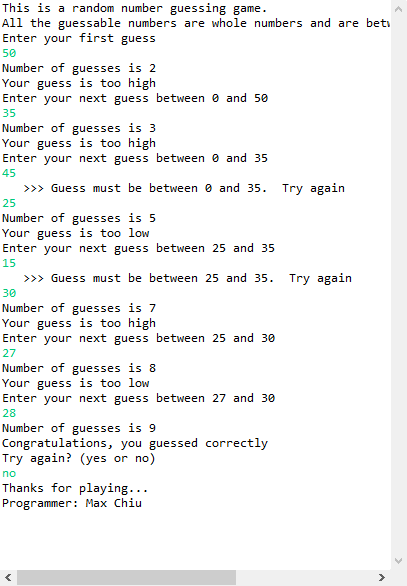 This is a random number guessing game.
All the guessable numbers are whole numbers and are
Enter your first guess
50
Number of guesses is 2
Your guess is too high
Enter your next guess between 0 and 50
35
Number of guesses is 3
Your guess is too high
Enter your next guess between 0 and 35
45
   >>> Guess must be between 0 and 35.  Try again
25
Number of guesses is 5
Your guess is too low
Enter your next guess between 25 and 35
15
   >>> Guess must be between 25 and 35.  Try again
30
Number of guesses is 7
Your guess is too high
Enter your next guess between 25 and 30
27
Number of guesses is 8
Your guess is too low
Enter your next guess between 27 and 30
28
Number of guesses is 9
Congratulations, you guessed correctly
Try again? (yes or no)
no
Thanks for playing...
Programmer: Max Chiu